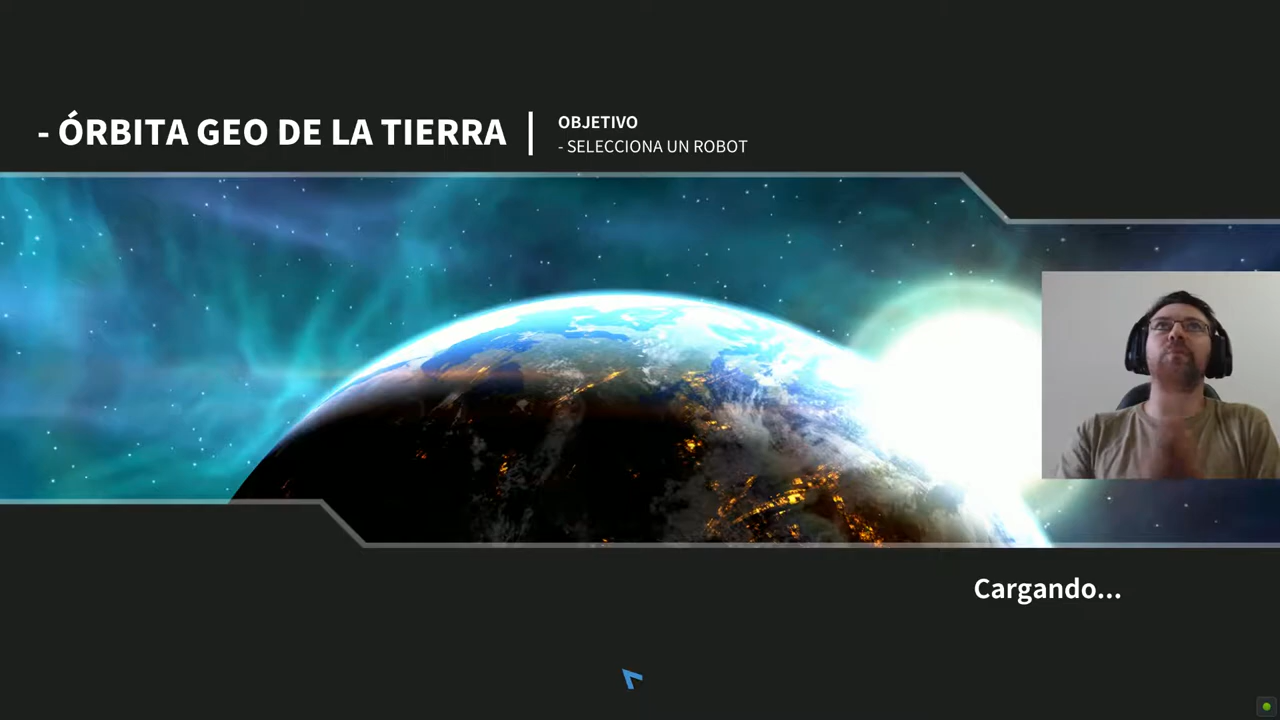 - ÓRBITA GEO DE LA TIERRA
OBJETIVO
- SELECCIONA UN ROBOT
Cargando...